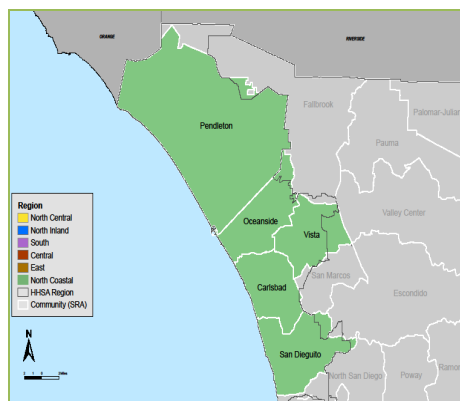 ORANGE
RIVERSIDE
Fallbrook
Palomar-Julian
Pendleton
Pauma
Valley Center
Oceanside
Vista
San Marcos
Escondido
Carlsbad
San Dieguito
North San Diego
Poway
Ramon
Region
North Central
North Inland
South
Central
East
North Coastal
HHSA Region
Community (SRA)
N